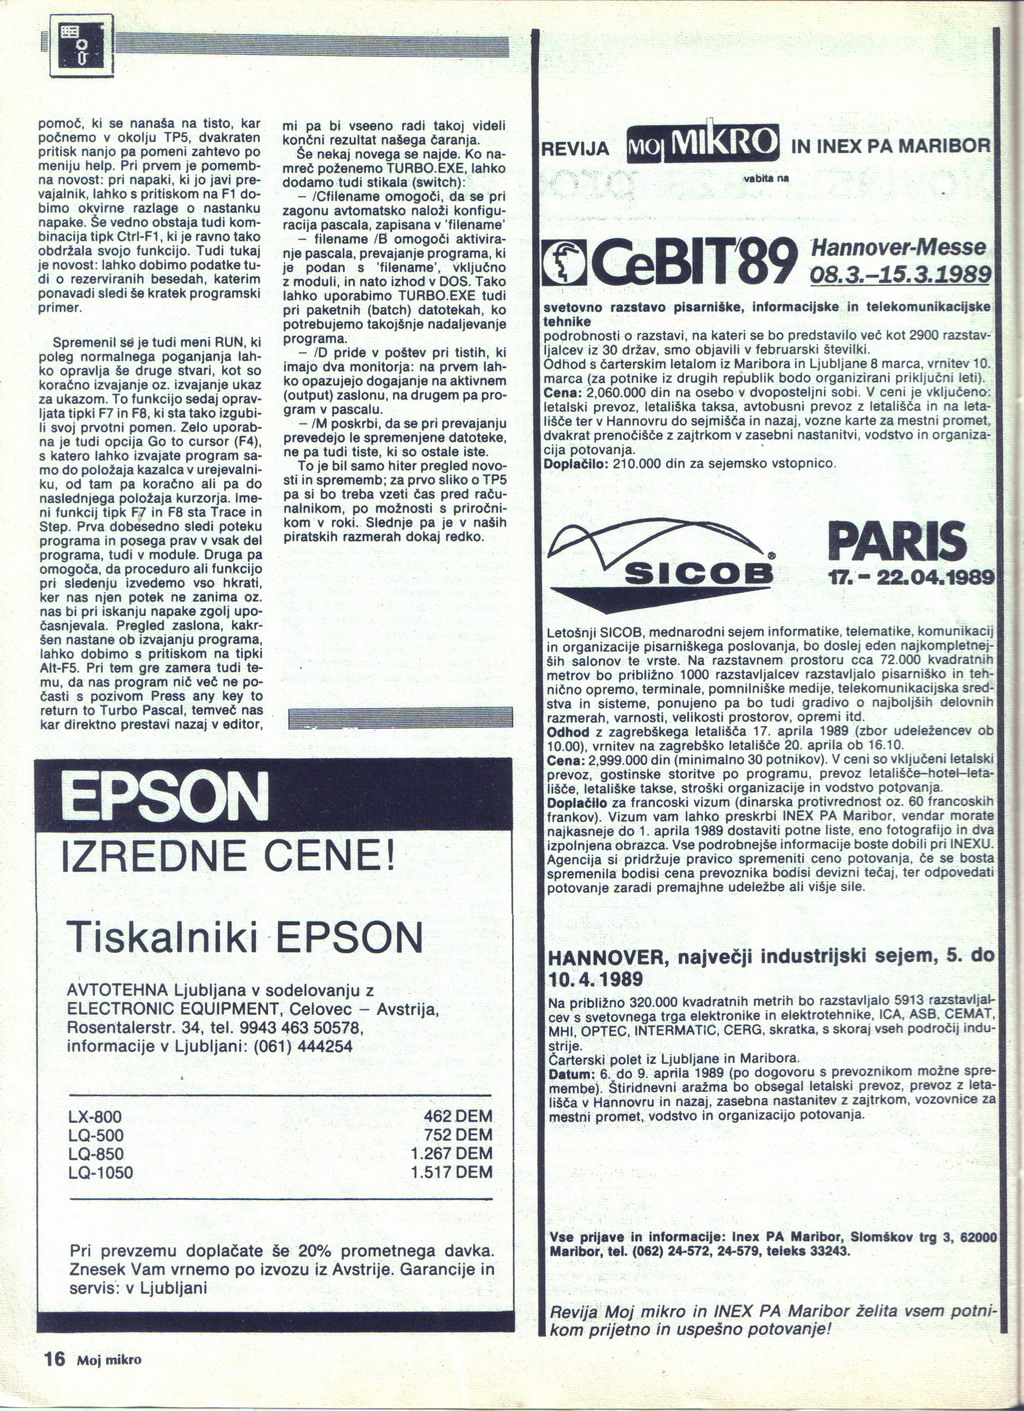 pomoč, ki se nanaša na tisto, kar
počnemo v okolju TP5, dvakraten
pritisk nanjo pa pomeni zahtevo po
meniju help. Pri prvem je pomemb-
na novost: pri napaki, ki jo javi pre-
vajalnik, lahko s pritiskom na F1 do-
bimo okvirne razlage o nastanku
napake. Še vedno obstaja tudi kom-
binacija tipk Ctrl-F1, ki je ravno tako
obdržala svojo funkcijo. Tudi tukaj
je novost: lahko dobimo podatke tu-
di o rezerviranih besedah, katerim
ponavadi sledi še kratek programski
primer.
Spremenil se je tudi meni RUN, ki
poleg normalnega poganjanja lah-
ko opravlja še druge stvari, kot so
koračno izvajanje oz. izvajanje ukaz
za ukazom. To funkcijo sedaj oprav-
ljata tipki F7 in F8, ki sta tako izgubi-
li svoj prvotni pomen. Zelo uporab-
na je tudi opcija Go to cursor (F4),
s katero lahko izvajate program sa-
mo do položaja kazalca v urejevalni-
ku, od tam pa koračno ali pa do
naslednjega položaja kurzorja. Ime-
ni funkcij tipk F7 in F8 sta Trace in
Step. Prva dobesedno sledi poteku
programa in posega prav v vsak del
programa, tudi v module. Druga pa
omogoča, da proceduro ali funkcijo
pri sledenju izvedemo vso hkrati,
ker nas njen potek ne zanima oz.
nas bi pri iskanju napake zgolj upo-
časnjevala. Pregled zaslona, kakr-
šen nastane ob izvajanju programa,
lahko dobimo s pritiskom na tipki
Alt-F5. Pri tem gre zamera tudi te-
mu, da nas program nič več ne po-
časti s pozivom Press any key to
return to Turbo Pascal, temveč nas
kar direktno prestavi nazaj v editor,
mi pa bi vseeno radi takoj videli
končni rezultat našega čaranja.
Še nekaj novega se najde. Ko na-
mreč poženemo TURBO.EXE, lahko
dodamo tudi stikala (switch):
– /Cfilename omogoči, da se pri
zagonu avtomatsko naloži konfigu-
racija pascala, zapisana v 'filename'
– filename /B omogoči aktivira-
nje pascala, prevajanje programa, ki
je podan s 'filename', vključno
z moduli, in nato izhod v DOS. Tako
lahko uporabimo TURBO.EXE tudi
pri paketnih (batch) datotekah, ko
potrebujemo takojšnje nadaljevanje
programa.
– /D pride v poštev pri tistih, ki
imajo dva monitorja: na prvem lah-
ko opazujejo dogajanje na aktivnem
(output) zaslonu, na drugem pa pro-
gram v pascalu.
– /M poskrbi, da se pri prevajanju
prevedejo le spremenjene datoteke,
ne pa tudi tiste, ki so ostale iste.
To je bil samo hiter pregled novo-
sti in sprememb; za prvo sliko o TP5
pa si bo treba vzeti čas pred raču-
nalnikom, po možnosti s priročni-
kom v roki. Slednje pa je v naših
piratskih razmerah dokaj redko.
EPSON
IZREDNE CENE!
Tiskalniki EPSON
AVTOTEHNA Ljubljana v sodelovanju z
ELECTRONIC EQUIPMENT, Celovec – Avstrija,
Rosentalerstr. 34, tel. 9943 463 50578,
informacije v Ljubljani: (061) 444254
LX-800 462 DEM
LQ-500 752 DEM
LQ-850 1.267 DEM
LQ-1050 1.517 DEM
Pri prevzemu doplačate še 20% prometnega davka.
Znesek Vam vrnemo po izvozu iz Avstrije. Garancije in
servis: v Ljubljani
16 Moj mikro
REVIJA MOJ MIKRO IN INEX PA MARIBOR
vabita na
CeBIT'89 Hannover-Messe
08.3.–15.3.1989
svetovno razstavo pisarniške, informacijske in telekomunikacijske
tehnike
podrobnosti o razstavi, na kateri se bo predstavilo več kot 2900 razstav-
ljalcev iz 30 držav, smo objavili v februarski številki.
Odhod s čarterskim letalom iz Maribora in Ljubljane 8 marca, vrnitev 10.
marca (za potnike iz drugih republik bodo organizirani priključni leti).
Cena: 2,060.000 din na osebo v dvoposteljni sobi. V ceni je vključeno:
letalski prevoz, letališka taksa, avtobusni prevoz z letališča in na leta-
lišče ter v Hannovru do sejmišča in nazaj, vozne karte za mestni promet,
dvakrat prenočišče z zajtrkom v zasebni nastanitvi, vodstvo in organiza-
cija potovanja.
Doplačilo: 210.000 din za sejemsko vstopnico.
SICOB
PARIS
17. – 22.04.1989
Letošnji SICOB, mednarodni sejem informatike, telematike, komunikacij
in organizacije pisarniškega poslovanja, bo doslej eden najkompletnej-
ših salonov te vrste. Na razstavnem prostoru cca 72.000 kvadratnih
metrov bo približno 1000 razstavljalcev razstavljalo pisarniško in teh-
nično opremo, terminale, pomnilniške medije, telekomunikacijska sred-
stva in sisteme, ponujeno pa bo tudi gradivo o najboljših delovnih
razmerah, varnosti, velikosti prostorov, opremi itd.
Odhod z zagrebškega letališča 17. aprila 1989 (zbor udeležencev ob
10.00), vrnitev na zagrebško letališče 20. aprila ob 16.10.
Cena: 2,999.000 din (minimalno 30 potnikov). V ceni so vključeni letalski
prevoz, gostinske storitve po programu, prevoz letališče–hotel–leta-
lišče, letališke takse, stroški organizacije in vodstvo potovanja.
Doplačilo za francoski vizum (dinarska protivrednost oz. 60 francoskih
frankov). Vizum vam lahko preskrbi INEX PA Maribor, vendar morate
najkasneje do 1. aprila 1989 dostaviti potne liste, eno fotografijo in dva
izpolnjena obrazca. Vse podrobnejše informacije boste dobili pri INEXU.
Agencija si pridržuje pravico spremeniti ceno potovanja, če se bosta
spremenila bodisi cena prevoznika bodisi devizni tečaj, ter odpovedati
potovanje zaradi premajhne udeležbe ali višje sile.
HANNOVER, največji industrijski sejem, 5. do
10.4.1989
Na približno 320.000 kvadratnih metrih bo razstavljalo 5913 razstavljal-
cev s svetovnega trga elektronike in elektrotehnike, ICA, ASB, CEMAT,
MHI, OPTEC, INTERMATIC, CERG, skratka, s skoraj vseh področij indu-
strije.
Čarterski polet iz Ljubljane in Maribora.
Datum: 6. do 9. aprila 1989 (po dogovoru s prevoznikom možne spre-
membe). Štiridnevni aražma bo obsegal letalski prevoz, prevoz z leta-
lišča v Hannovru in nazaj, zasebna nastanitev z zajtrkom, vozovnice za
mestni promet, vodstvo in organizacijo potovanja.
Vse prijave in informacije: Inex PA Maribor, Slomškov trg 3, 62000
Maribor, tel. (062) 24-572, 24-579, teleks 33243.
Revija Moj mikro in INEX PA Maribor želita vsem potni-
kom prijetno in uspešno potovanje!